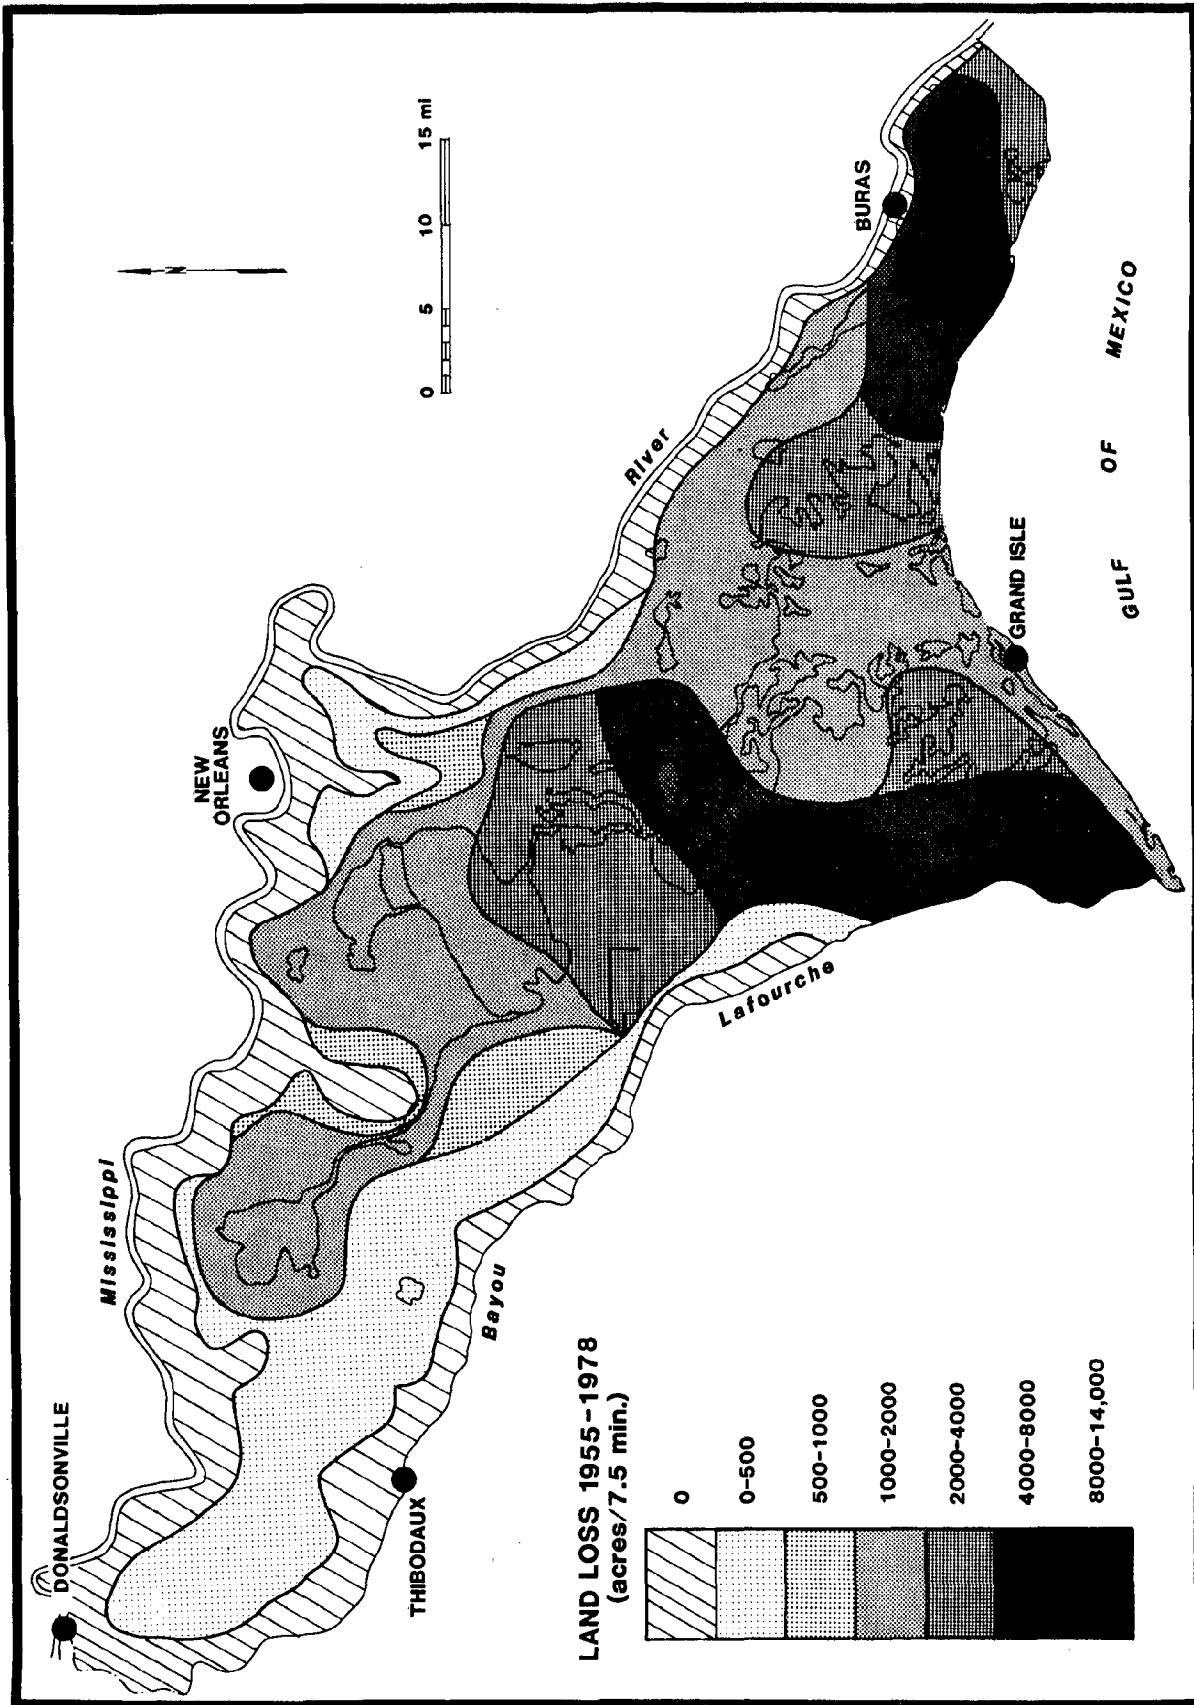 DONALDSONVILLE
Mississippi
NEW
ORLEANS
N
0 5 10 15 mi
River
BURAS
THIBODAUX
Bayou
Lafourche
GRAND ISLE
GULF OF MEXICO
LAND LOSS 1955-1978
(acres/7.5 min.)
0
0-500
500-1000
1000-2000
2000-4000
4000-8000
8000-14,000